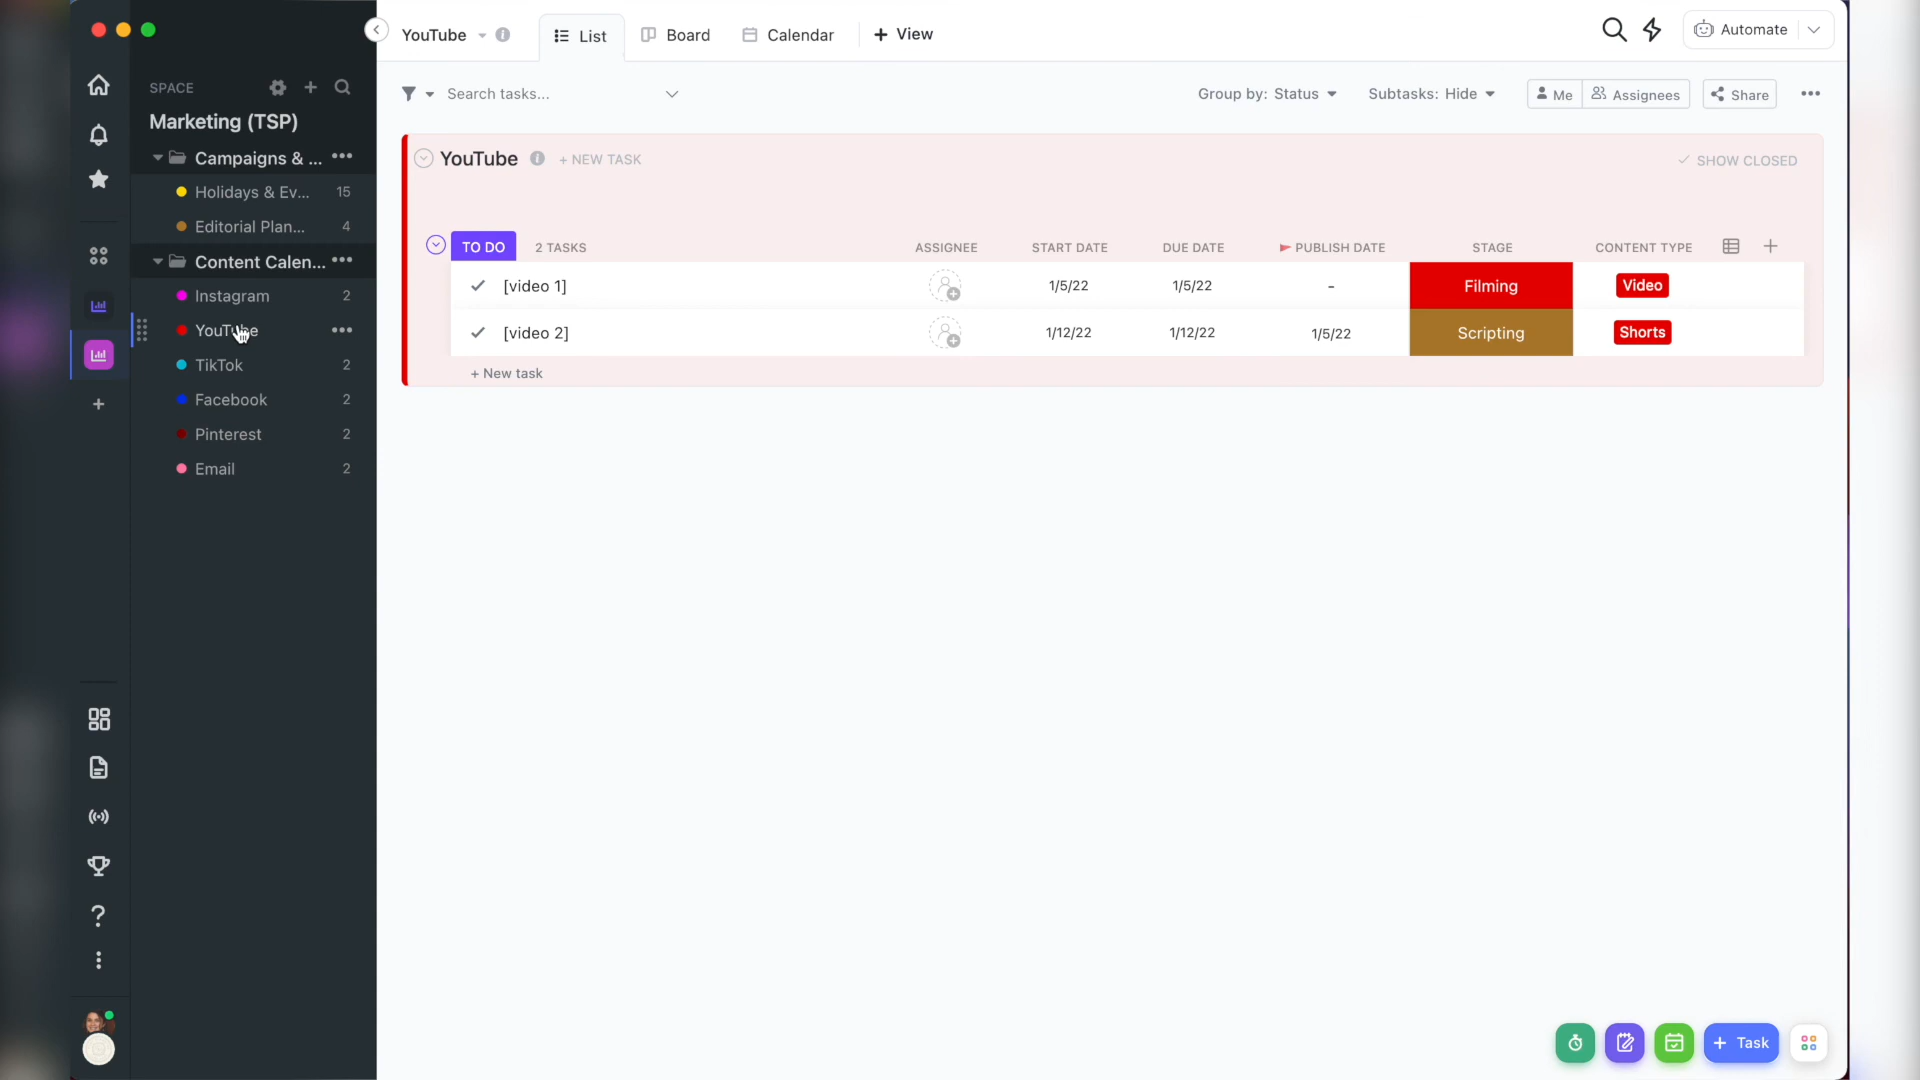 YouTube
List
Board
Calendar
+ View
Automate
SPACE
Marketing (TSP)
Campaigns & ...
Holidays & Ev... 15
Editorial Plan... 4
Content Calen...
Instagram 2
YouTube
TikTok 2
Facebook 2
Pinterest 2
Email 2
Search tasks...
Group by: Status
Subtasks: Hide
Me
Assignees
Share
YouTube + NEW TASK
SHOW CLOSED
TO DO 2 TASKS ASSIGNEE START DATE DUE DATE PUBLISH DATE STAGE CONTENT TYPE
[video 1] 1/5/22 1/5/22 - Filming Video
[video 2] 1/12/22 1/12/22 1/5/22 Scripting Shorts
+ New task
+ Task